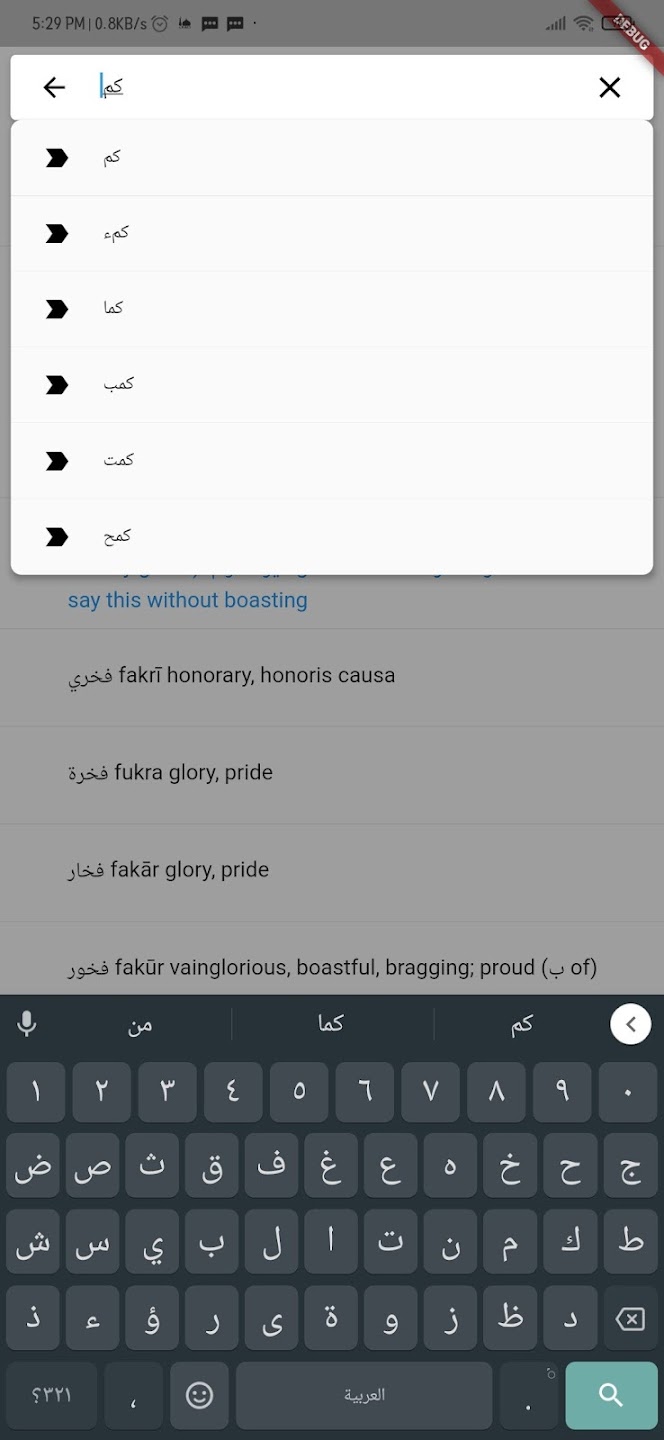 5:29 PM | 0.8KB/s
DEBUG
كم
كم
كمء
كما
كمب
كمت
كمح
say this without boasting
فخري fakrī honorary, honoris causa
فخرة fukra glory, pride
فخار fakār glory, pride
فخور fakūr vainglorious, boastful, bragging; proud (ب of)
من كما كم
١ ٢ ٣ ٤ ٥ ٦ ٧ ٨ ٩ ٠
ض ص ث ق ف غ ع ه خ ح ج
ش س ي ب ل ا ت ن م ك ط
ذ ء ؤ ر ى ة و ز ظ د
؟٣٢١ ، العربية .